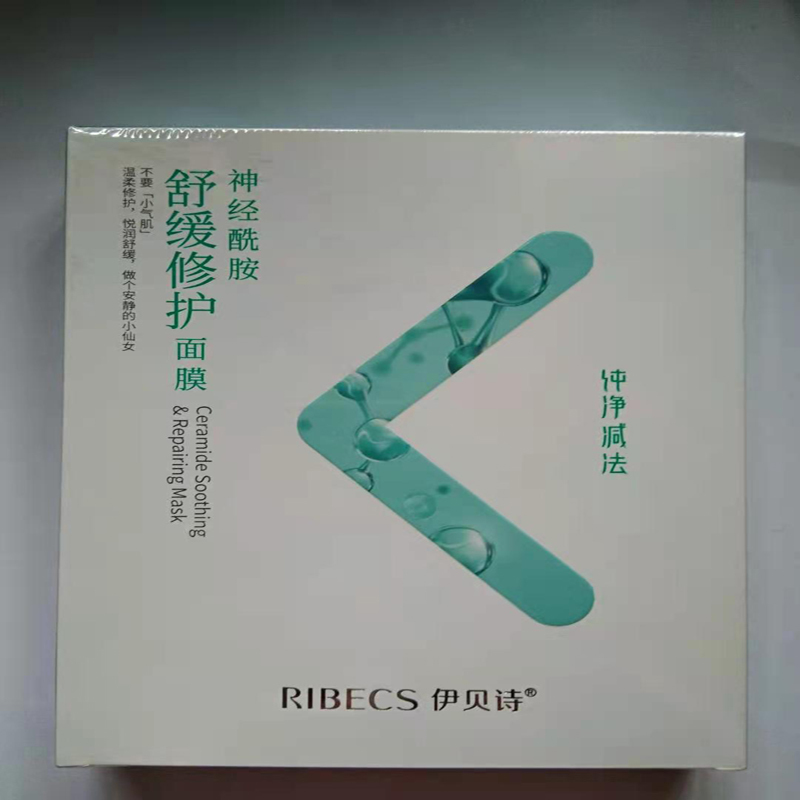 神经酰胺
舒缓修护面膜
不要「小气肌」
温柔修护，悦润舒缓，做个安静的小仙女
Ceramide Soothing
& Repairing Mask
纯净减法
RIBECS 伊贝诗®